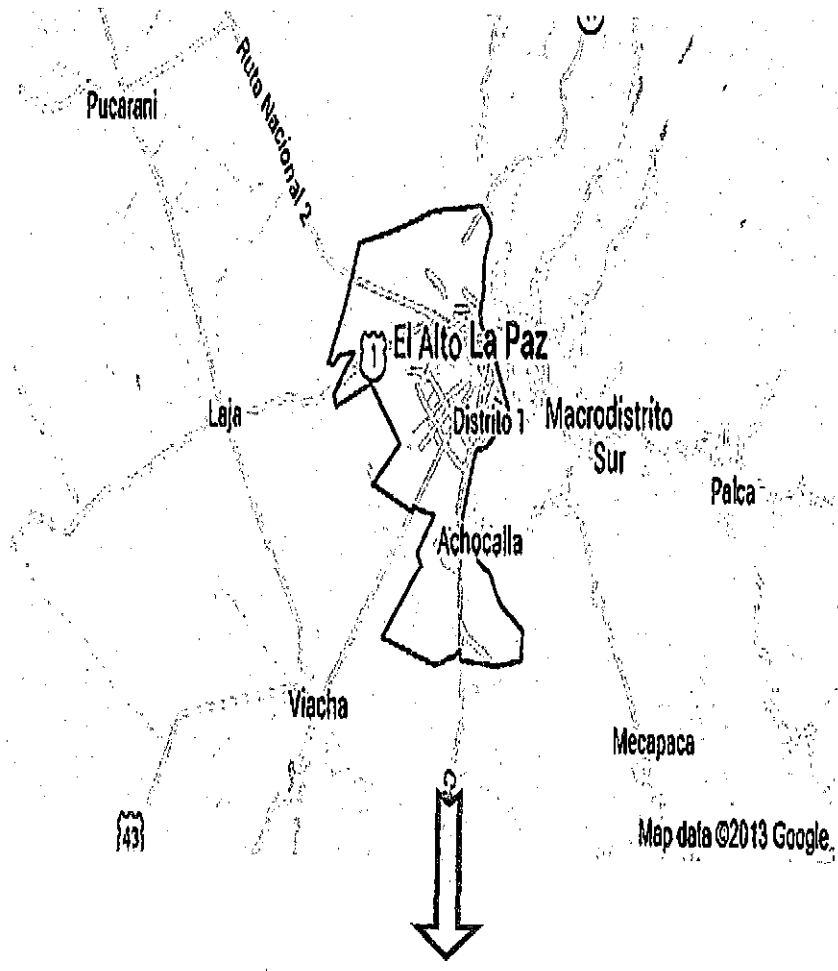 Pucarani
Ruta Nacional 2
1
El Alto La Paz
Laja
Distrito 1
Macrodistrito
Sur
Palca
Achocalla
Viacha
Mecapaca
43
Map data ©2013 Google